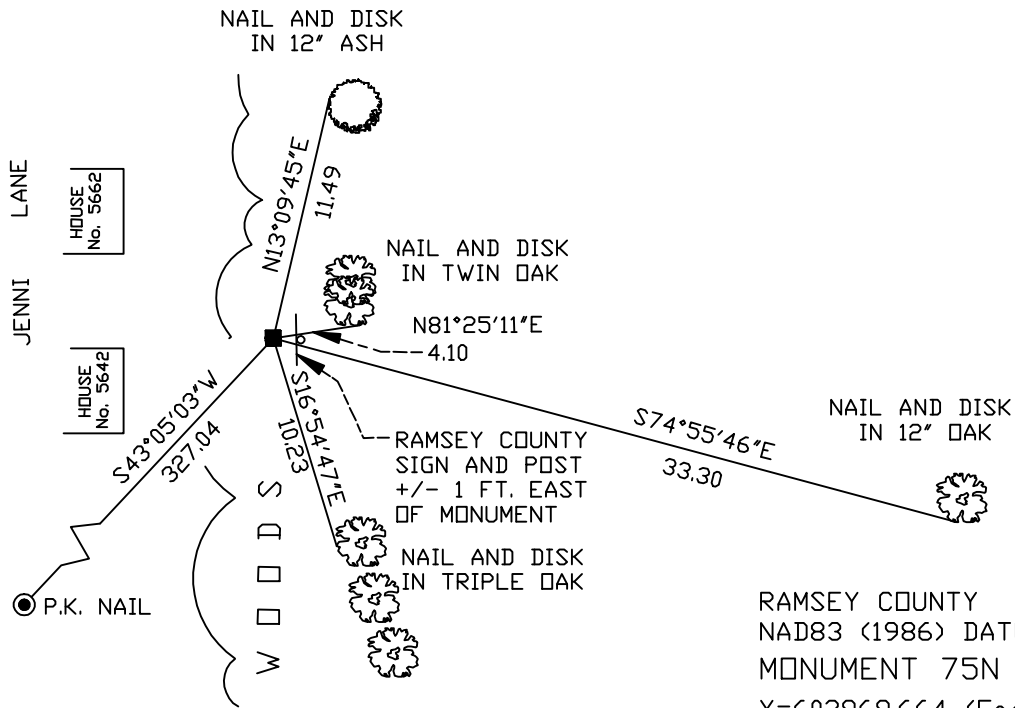 NAIL AND DISK
IN 12" ASH
JENNI LANE
HOUSE
No. 5662
N13°09'45"E
11.49
NAIL AND DISK
IN TWIN OAK
N81°25'11"E
4.10
HOUSE
No. 5642
S43°05'03"W
327.04
S16°54'47"E
10.23
RAMSEY COUNTY
SIGN AND POST
+/- 1 FT. EAST
OF MONUMENT
S74°55'46"E
33.30
NAIL AND DISK
IN 12" OAK
NAIL AND DISK
IN TRIPLE OAK
WOODS
P.K. NAIL
RAMSEY COUNTY
NAD83 (1986)
MONUMENT 75N